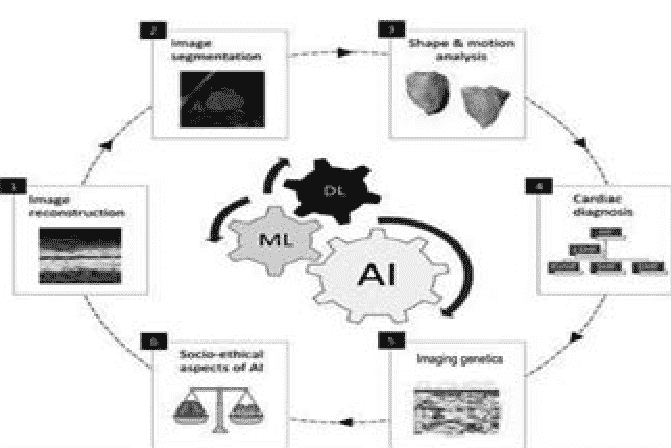 2
Image
segmentation
3
Shape & motion
analysis
1
Image
reconstruction
DL
ML
AI
4
Cardiac
diagnosis
6
Socio-ethical
aspects of AI
5
Imaging genetics